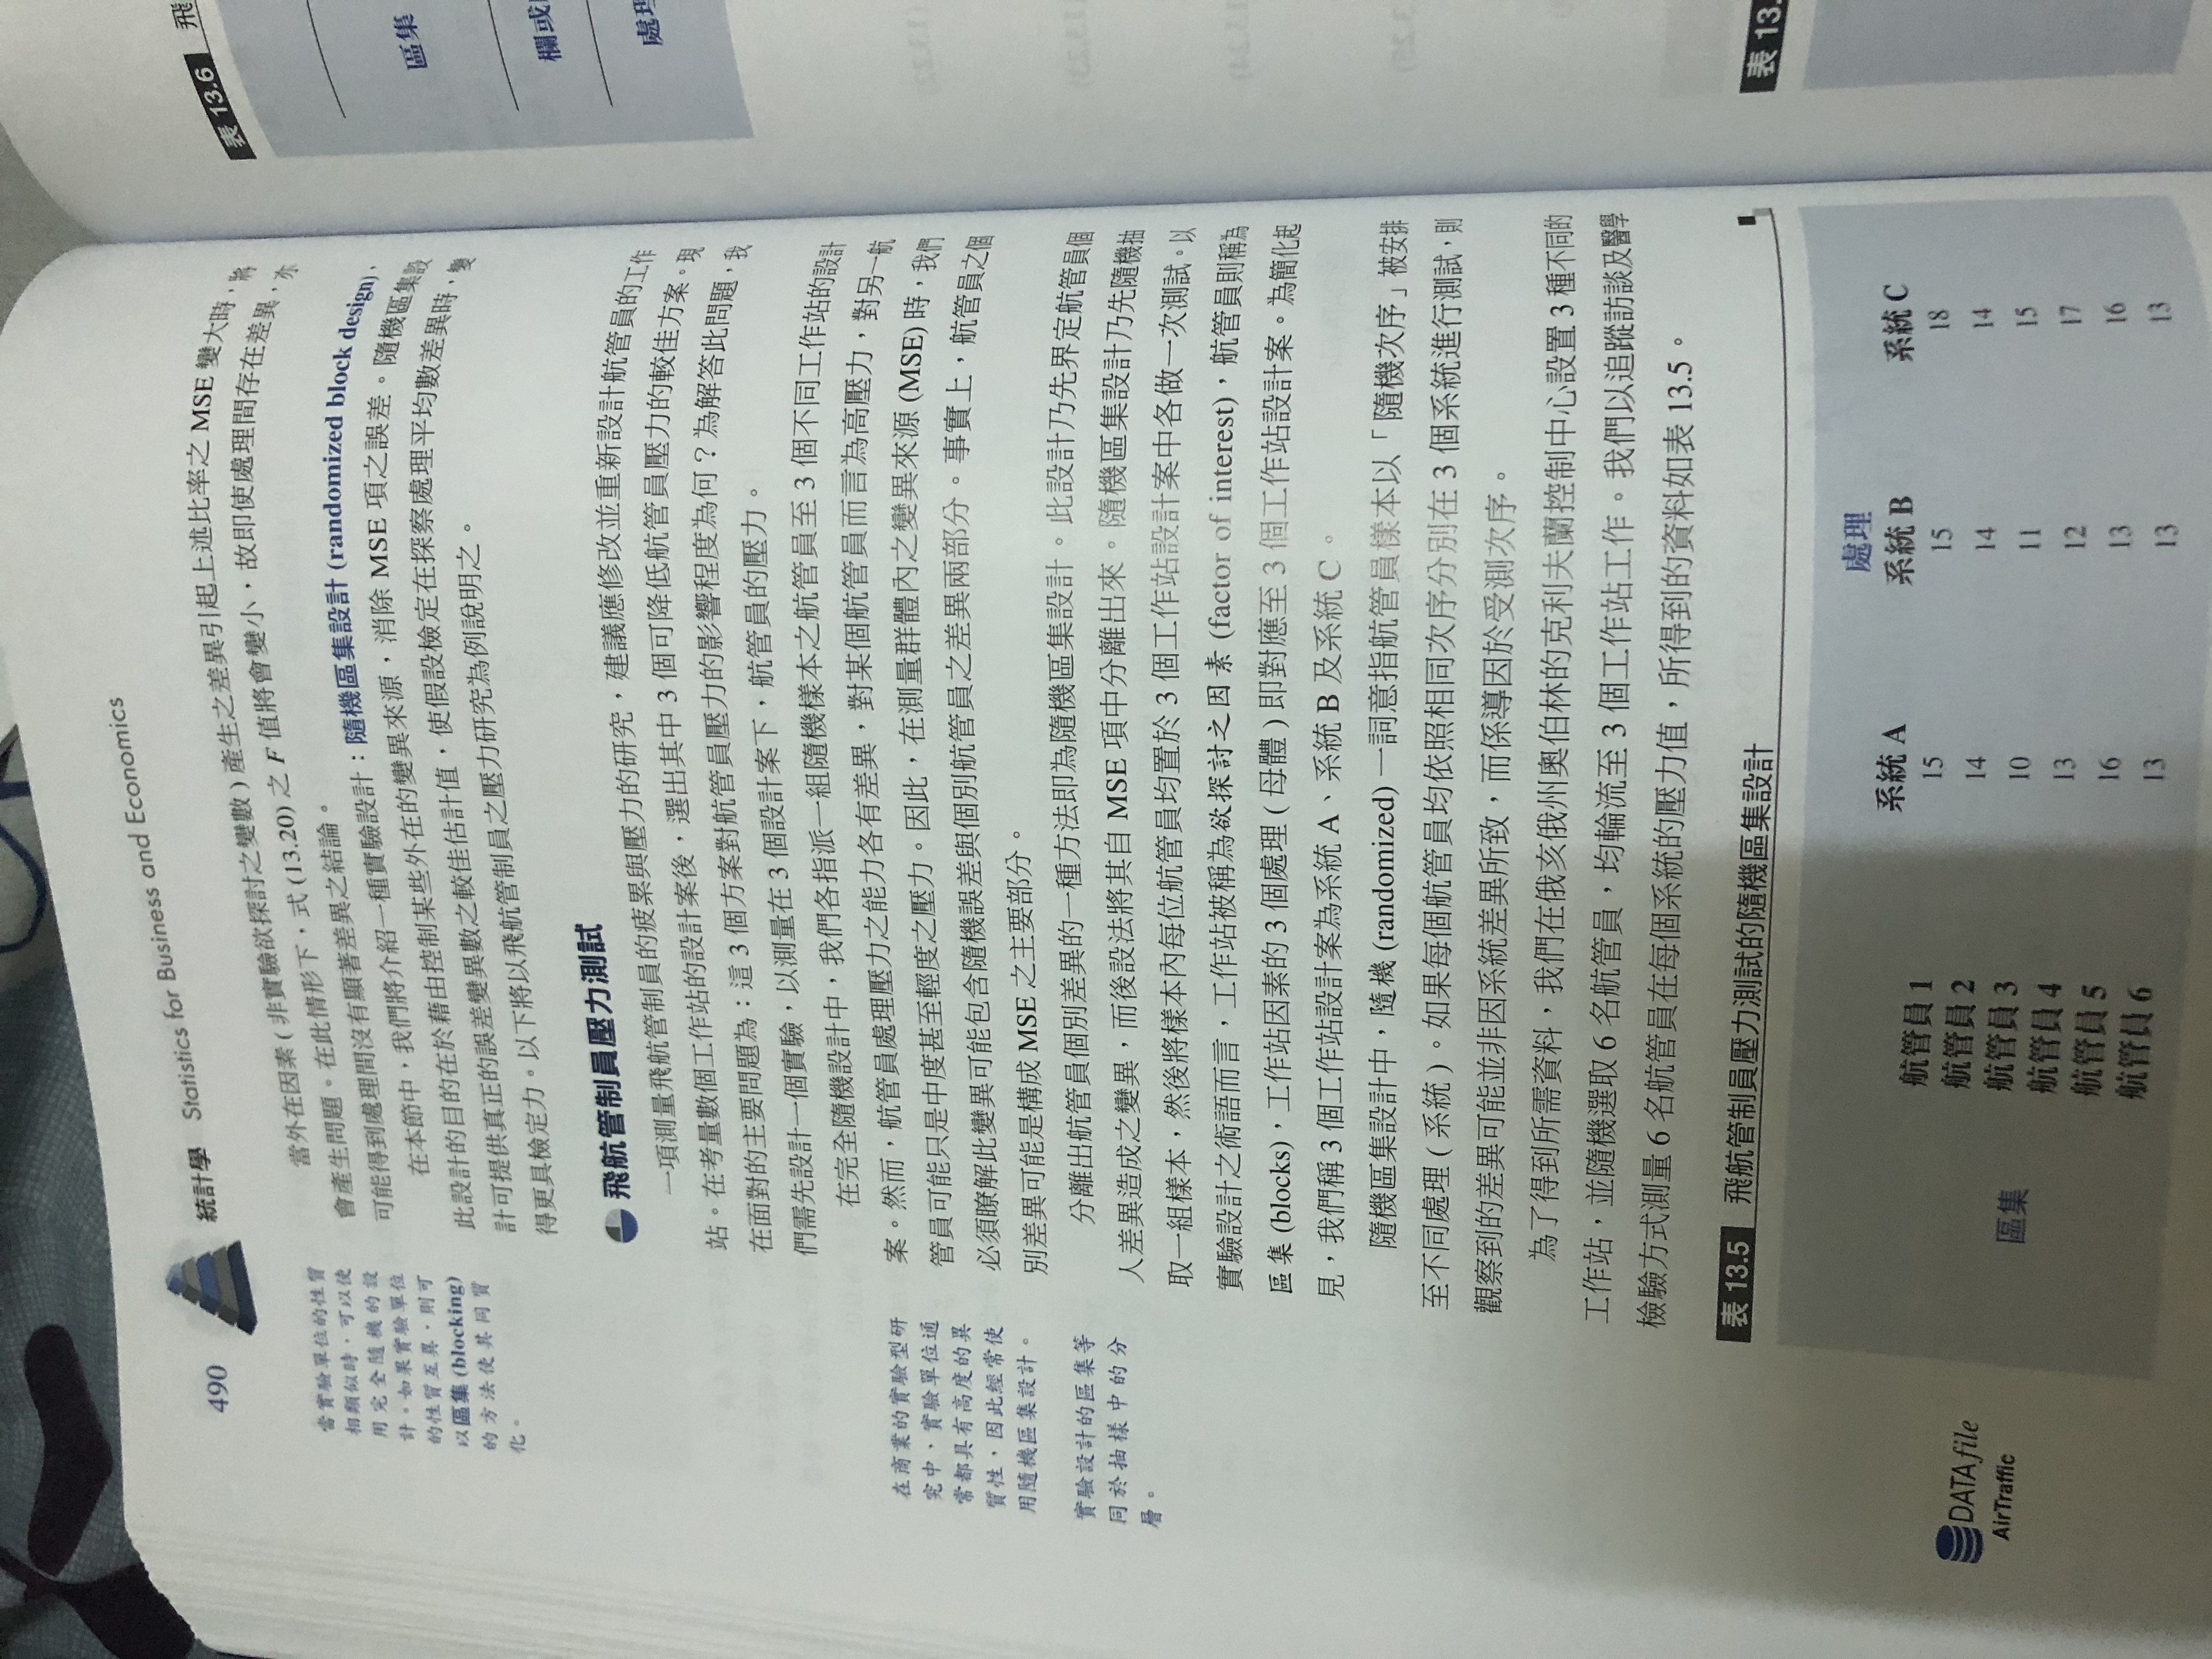 490
統計學 Statistics for Business and Economics
當外在因素 ( 非實驗欲探討之變數 ) 產生之差異引起上述比率之 MSE 變大時，將
會產生問題。在此情形下，式 (13.20) 之 F 值將會變小，故即使處理間存在差異，亦
可能得到處理間沒有顯著差異之結論。
在本節中，我們將介紹一種實驗設計：隨機區集設計 (randomized block design)，
此設計的目的在於藉由控制某些外在的變異來源，消除 MSE 項之誤差。隨機區集設
計可提供真正的誤差變異數之較佳估計值，使假設檢定在探察處理平均數差異時，變
得更具檢定力。以下將以飛航管制員之壓力研究為例說明之。
當實驗單位的性質
相類似時，可以使
用完全隨機的設
計。如果實驗單位
的性質互異，則可
以區集 (blocking)
的方法使其同質
化。
飛航管制員壓力測試
一項測量飛航管制員的疲累與壓力的研究，建議應修改並重新設計航管員的工作
站。在考量數個工作站的設計案後，選出其中 3 個可降低航管員壓力的較佳方案。現
在面對的主要問題為：這 3 個方案對航管員壓力的影響程度為何？為解答此問題，我
們需先設計一個實驗，以測量在 3 個設計案下，航管員的壓力。
在完全隨機設計中，我們各指派一組隨機樣本之航管員至 3 個不同工作站的設計
案。然而，航管員處理壓力之能力各有差異，對某個航管員而言為高壓力，對另一航
管員可能只是中度甚至輕度之壓力。因此，在測量群體內之變異來源 (MSE) 時，我們
必須瞭解此變異可能包含隨機誤差與個別航管員之差異兩部分。事實上，航管員之個
別差異可能是構成 MSE 之主要部分。
在商業的實驗型研
究中，實驗單位通
常都具有高度的異
質性，因此經常使
用隨機區集設計。
實驗設計的區集等
同於抽樣中的分
層。
分離出航管員個別差異的一種方法即為隨機區集設計。此設計乃先界定航管員個
人差異造成之變異，而後設法將其自 MSE 項中分離出來。隨機區集設計乃先隨機抽
取一組樣本，然後將樣本內每位航管員均置於 3 個工作站設計案中各做一次測試。以
實驗設計之術語而言，工作站被稱為欲探討之因素 (factor of interest)，航管員則稱為
區集 (blocks)，工作站因素的 3 個處理 ( 母體 ) 即對應至 3 個工作站設計案。為簡化起
見，我們稱 3 個工作站設計案為系統 A、系統 B 及系統 C。
隨機區集設計中，隨機 (randomized) 一詞意指航管員樣本以「隨機次序」被安排
至不同處理 ( 系統 )。如果每個航管員均依照相同次序分別在 3 個系統進行測試，則
觀察到的差異可能並非因系統差異所致，而係導因於受測次序。
為了得到所需資料，我們在俄亥俄州奧伯林的克利夫蘭控制中心設置 3 種不同的
工作站，並隨機選取 6 名航管員，均輪流至 3 個工作站工作。我們以追蹤訪談及醫學
檢驗方式測量 6 名航管員在每個系統的壓力值，所得到的資料如表 13.5。
表 13.5 飛航管制員壓力測試的隨機區集設計
處理
系統 A 系統 B 系統 C
航管員 1 15 15 18
航管員 2 14 14 14
航管員 3 10 11 15
航管員 4 13 12 17
航管員 5 16 13 16
航管員 6 13 13 13
區集
DATAfile
AirTraffic
表 13.6 飛
區集
欄或
處理
表 13.